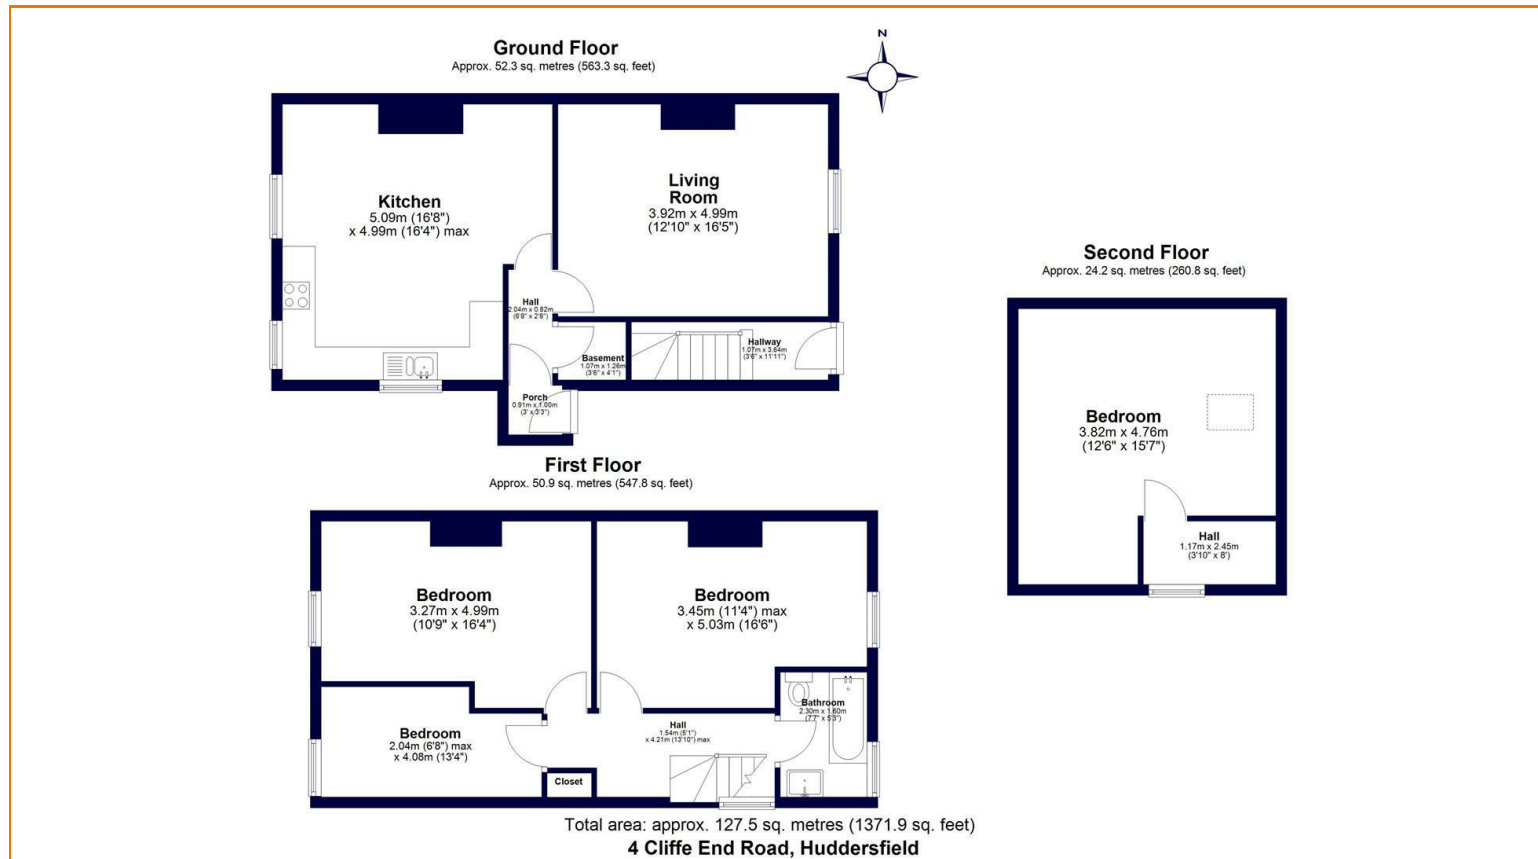 N
Ground Floor
Approx. 52.3 sq. metres (563.3 sq. feet)
Kitchen
5.09m (16'8")
x 4.99m (16'4") max
Living
Room
3.92m x 4.99m
(12'10" x 16'5")
Hall
2.04m x 0.82m
(6'8" x 2'8")
Basement
1.07m x 1.26m
(3'6" x 4'1")
Hallway
1.07m x 3.64m
(3'6" x 11'11")
Porch
0.91m x 1.00m
(3' x 3'3")
Second Floor
Approx. 24.2 sq. metres (260.8 sq. feet)
Bedroom
3.82m x 4.76m
(12'6" x 15'7")
Hall
1.17m x 2.45m
(3'10" x 8')
First Floor
Approx. 50.9 sq. metres (547.8 sq. feet)
Bedroom
3.27m x 4.99m
(10'9" x 16'4")
Bedroom
3.45m (11'4") max
x 5.03m (16'6")
Bedroom
2.04m (6'8") max
x 4.08m (13'4")
Hall
1.54m (5'1")
x 4.21m (13'10") max
Bathroom
2.30m x 1.60m
(7'7" x 5'3")
Closet
Total area: approx. 127.5 sq. metres (1371.9 sq. feet)
4 Cliffe End Road, Huddersfield